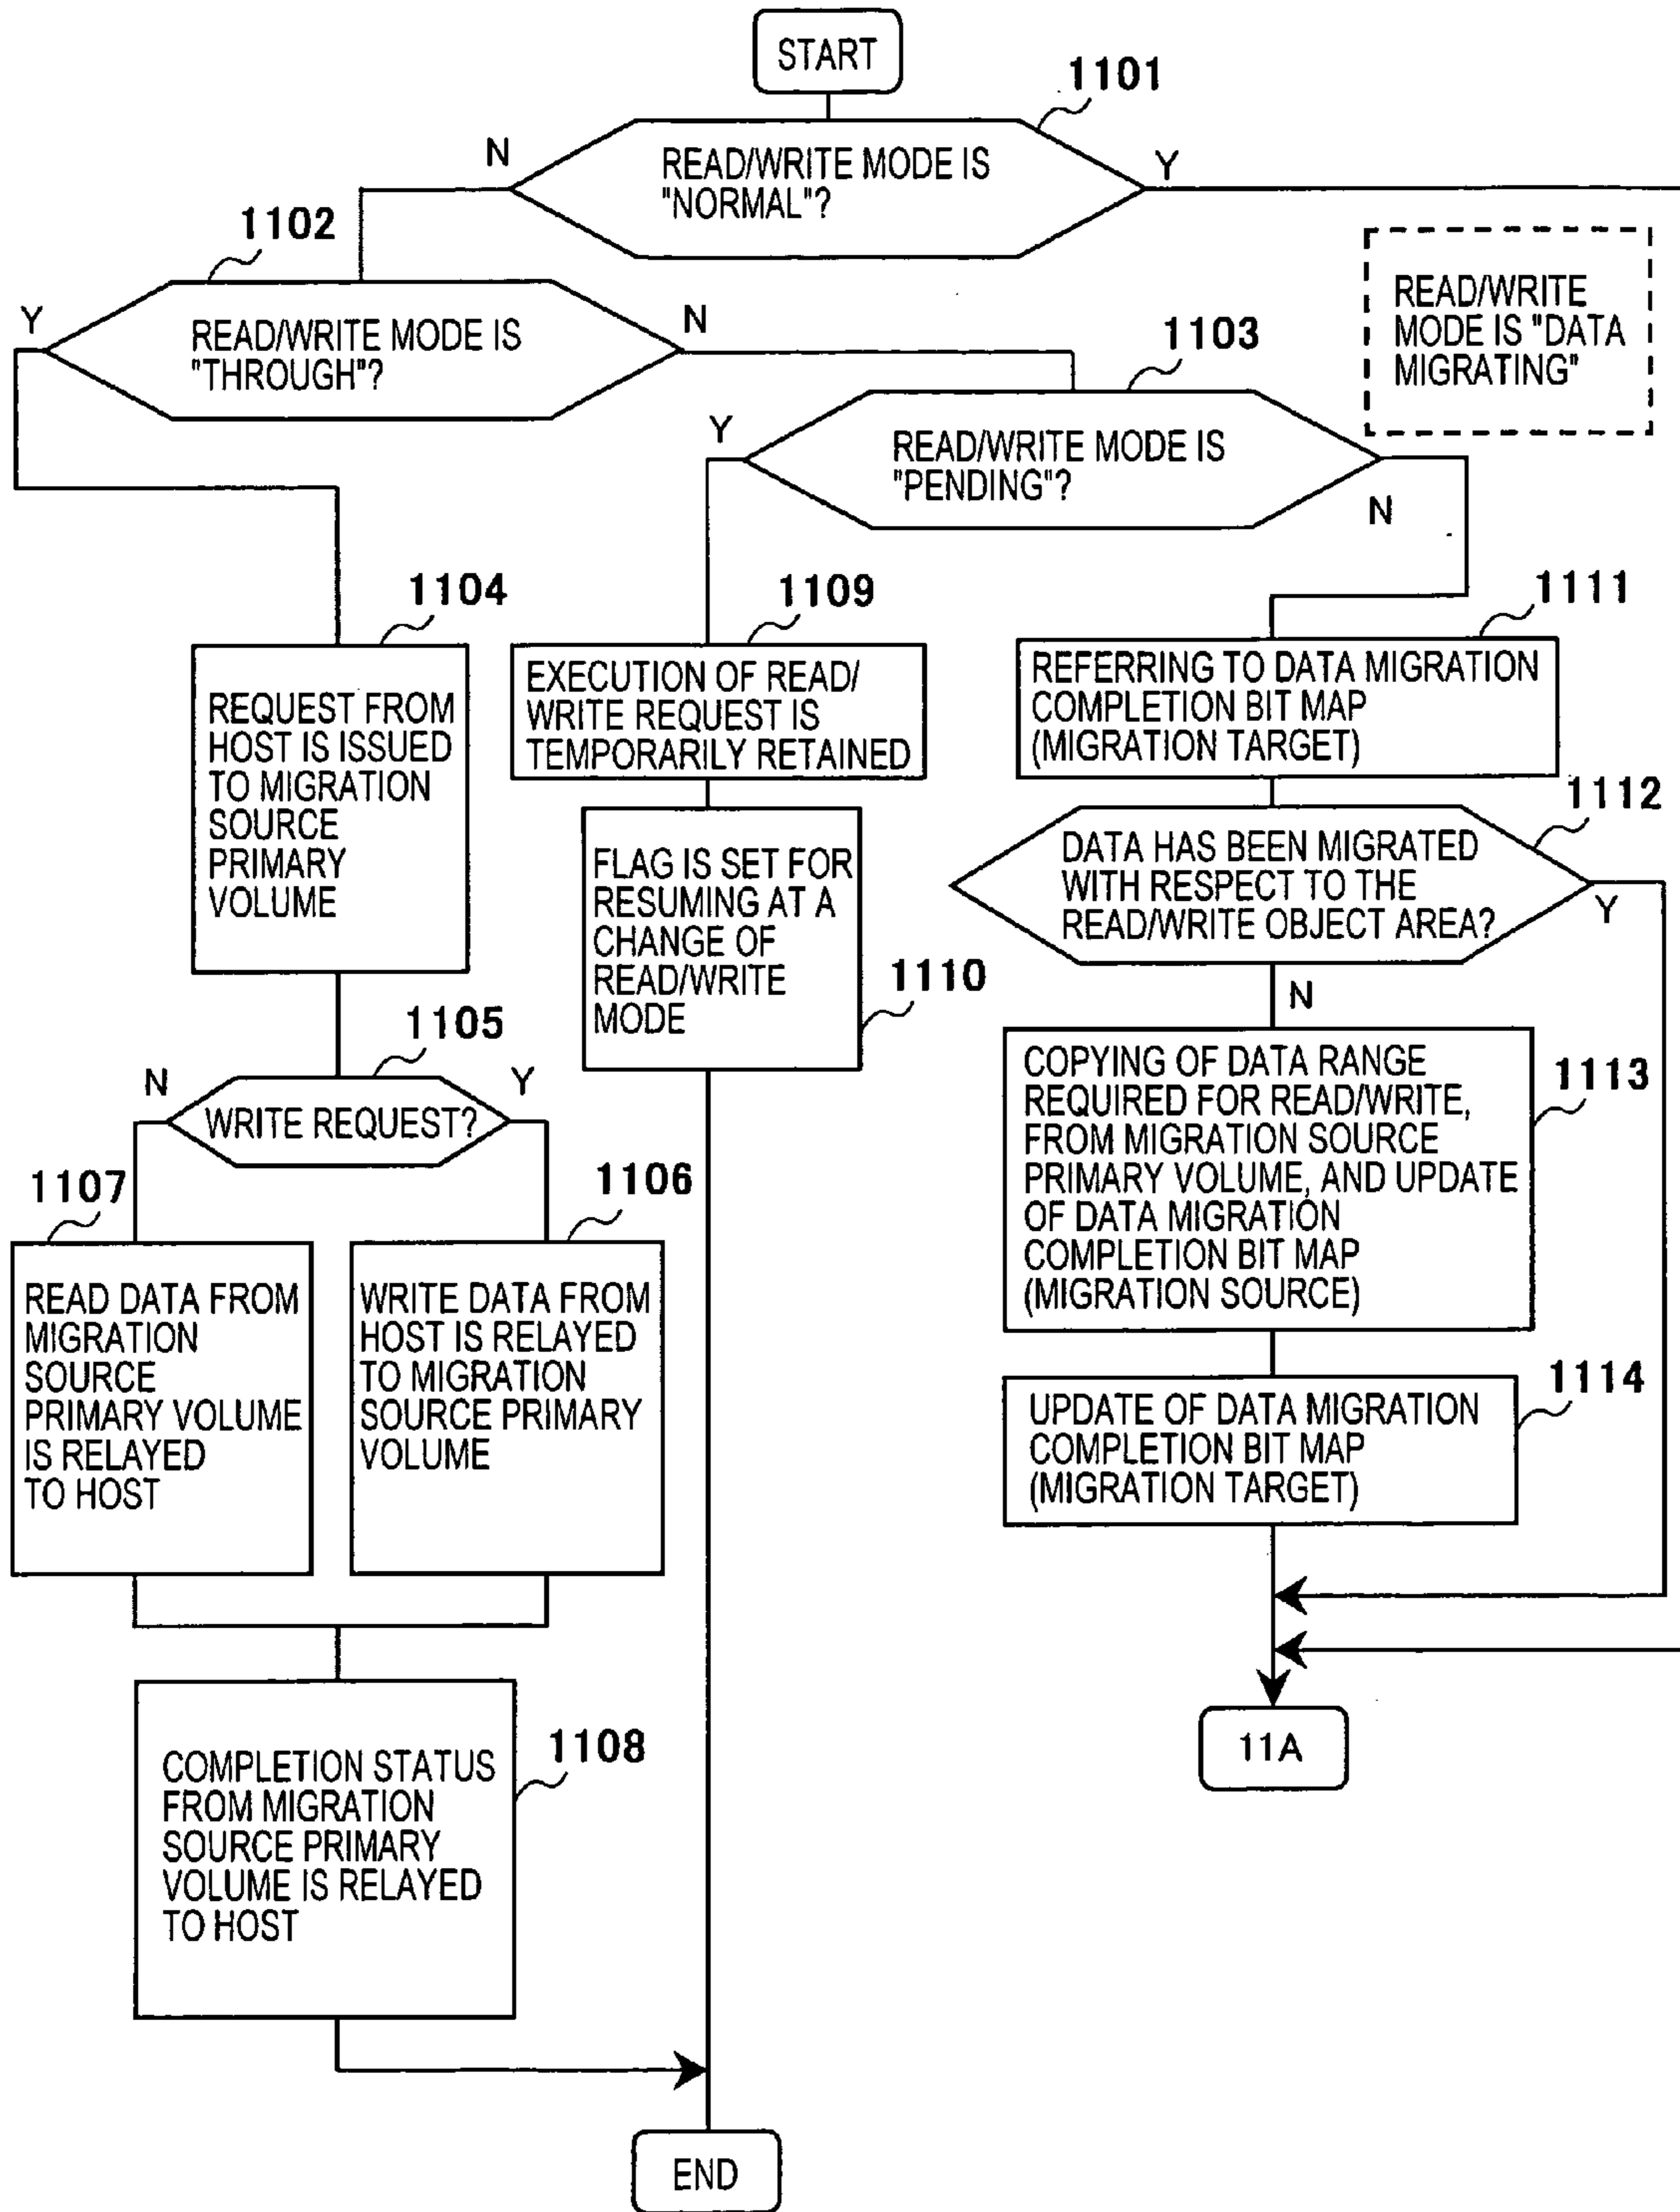 START
1101
N
READ/WRITE MODE IS
"NORMAL"?
Y
1102
READ/WRITE
MODE IS "DATA
MIGRATING"
Y
READ/WRITE MODE IS
"THROUGH"?
N
1103
Y
READ/WRITE MODE IS
"PENDING"?
N
1104
REQUEST FROM
HOST IS ISSUED
TO MIGRATION
SOURCE
PRIMARY
VOLUME
1109
EXECUTION OF READ/
WRITE REQUEST IS
TEMPORARILY RETAINED
1111
REFERRING TO DATA MIGRATION
COMPLETION BIT MAP
(MIGRATION TARGET)
FLAG IS SET FOR
RESUMING AT A
CHANGE OF
READ/WRITE
MODE
1110
1112
DATA HAS BEEN MIGRATED
WITH RESPECT TO THE
READ/WRITE OBJECT AREA?
Y
N
1105
N
WRITE REQUEST?
Y
COPYING OF DATA RANGE
REQUIRED FOR READ/WRITE,
FROM MIGRATION SOURCE
PRIMARY VOLUME, AND UPDATE
OF DATA MIGRATION
COMPLETION BIT MAP
(MIGRATION SOURCE)
1113
1107
READ DATA FROM
MIGRATION
SOURCE
PRIMARY VOLUME
IS RELAYED
TO HOST
1106
WRITE DATA FROM
HOST IS RELAYED
TO MIGRATION
SOURCE PRIMARY
VOLUME
1114
UPDATE OF DATA MIGRATION
COMPLETION BIT MAP
(MIGRATION TARGET)
COMPLETION STATUS
FROM MIGRATION
SOURCE PRIMARY
VOLUME IS RELAYED
TO HOST
1108
11A
END